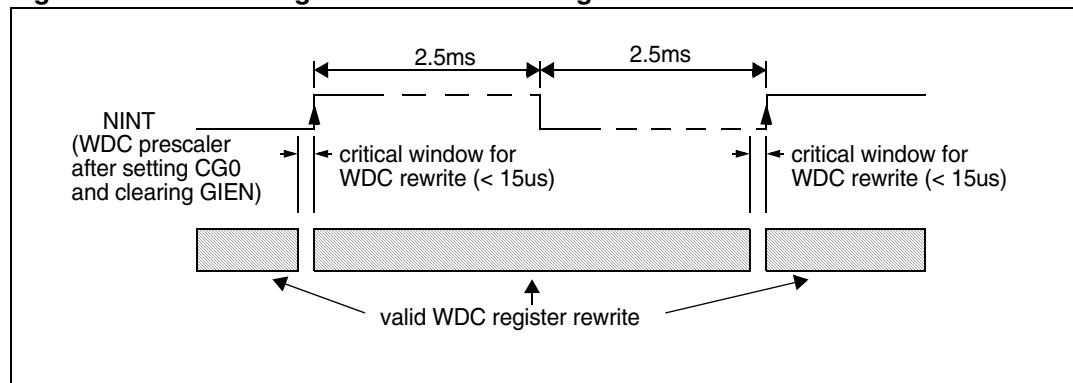 2.5ms
2.5ms
NINT
(WDC prescaler
after setting CG0
and clearing GIEN)
critical window for
WDC rewrite (< 15us)
critical window for
WDC rewrite (< 15us)
valid WDC register rewrite